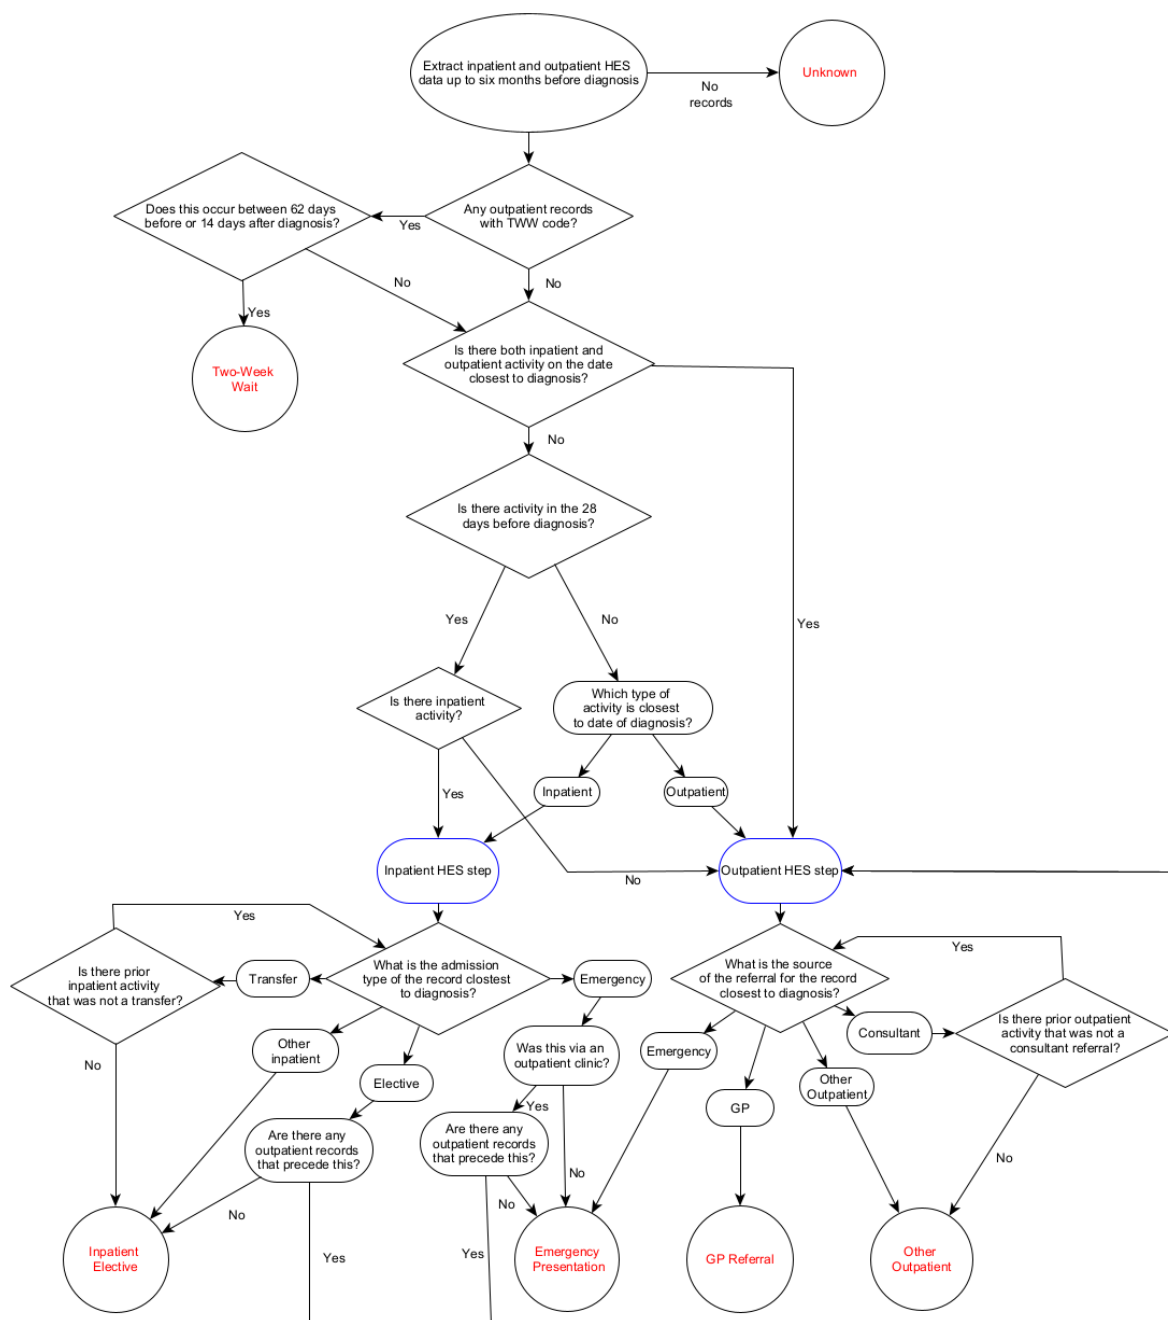 Extract inpatient and outpatient HES
data up to six months before diagnosis
No
records
Unknown
Does this occur between 62 days
before or 14 days after diagnosis?
Yes
Any outpatient records
with TWW code?
No
No
Yes
Two-Week
Wait
Is there both inpatient and
outpatient activity on the date
closest to diagnosis?
No
Is there activity in the 28
days before diagnosis?
Yes
No
Yes
Is there inpatient
activity?
Which type of
activity is closest
to date of diagnosis?
Yes
Inpatient
Outpatient
Inpatient HES step
No
Outpatient HES step
Yes
Yes
Is there prior
inpatient activity
that was not a transfer?
Transfer
What is the admission
type of the record clostest
to diagnosis?
Emergency
What is the source
of the referral for the record
closest to diagnosis?
Consultant
Is there prior outpatient
activity that was not a
consultant referral?
Other
inpatient
Was this via an
outpatient clinic?
Emergency
No
Elective
Other
Outpatient
Yes
GP
Are there any
outpatient records
that precede this?
Are there any
outpatient records
that precede this?
No
No
No
No
Yes
Yes
Inpatient
Elective
Emergency
Presentation
GP Referral
Other
Outpatient